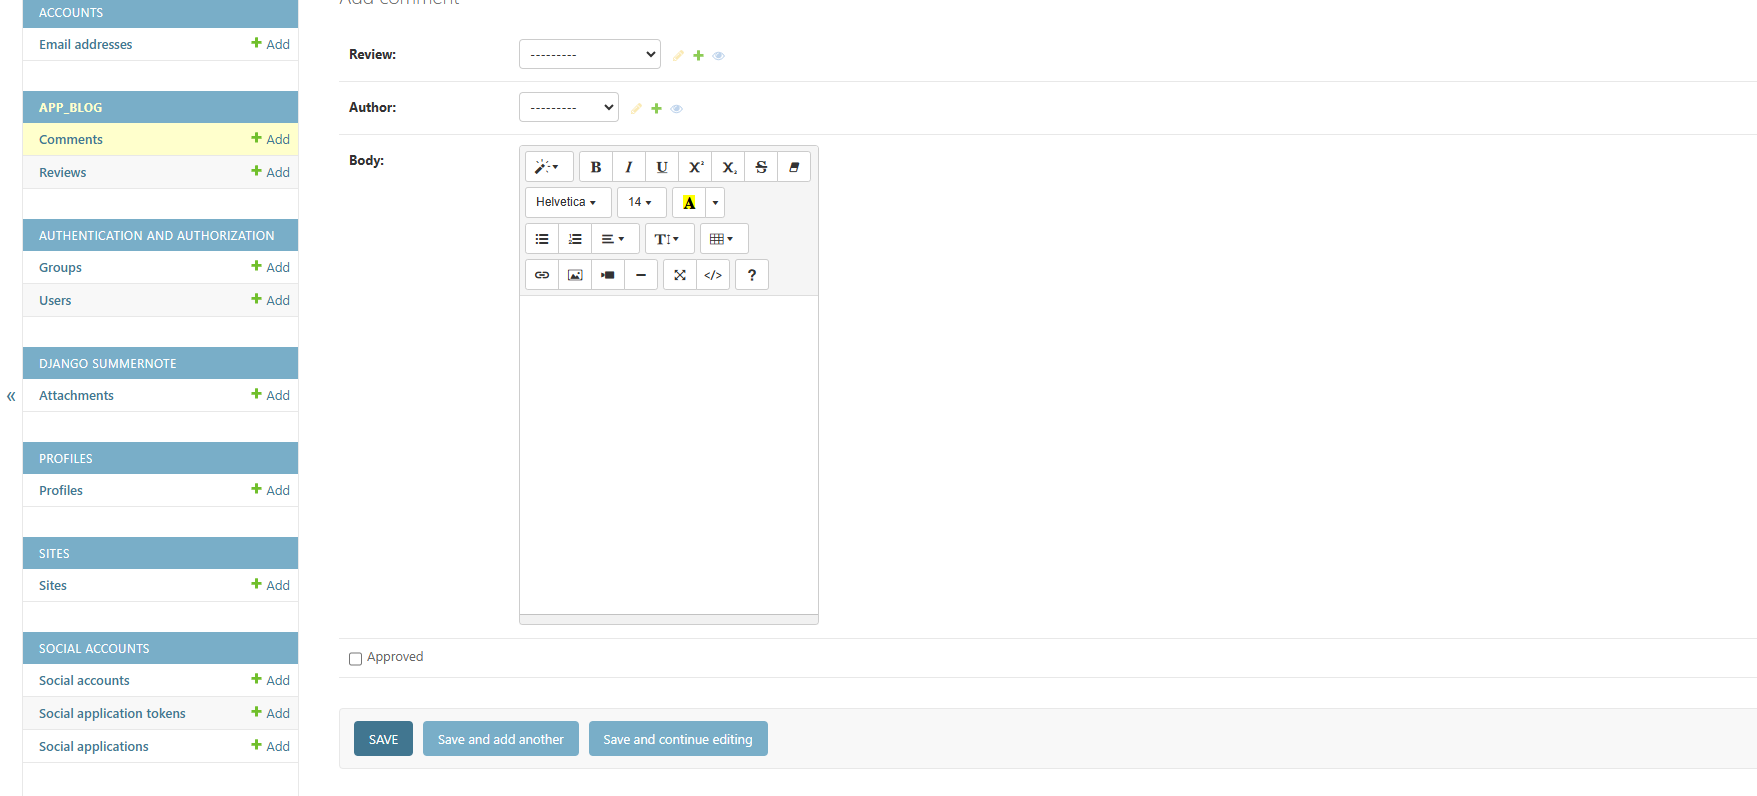 Add comment
ACCOUNTS
Email addresses Add
APP_BLOG
Comments Add
Reviews Add
AUTHENTICATION AND AUTHORIZATION
Groups Add
Users Add
DJANGO SUMMERNOTE
« Attachments Add
PROFILES
Profiles Add
SITES
Sites Add
SOCIAL ACCOUNTS
Social accounts Add
Social application tokens Add
Social applications Add
Review: ---------
Author: ---------
Body:
B I U X² X₂ S
Helvetica 14 A
T
</> ?
Approved
SAVE Save and add another Save and continue editing